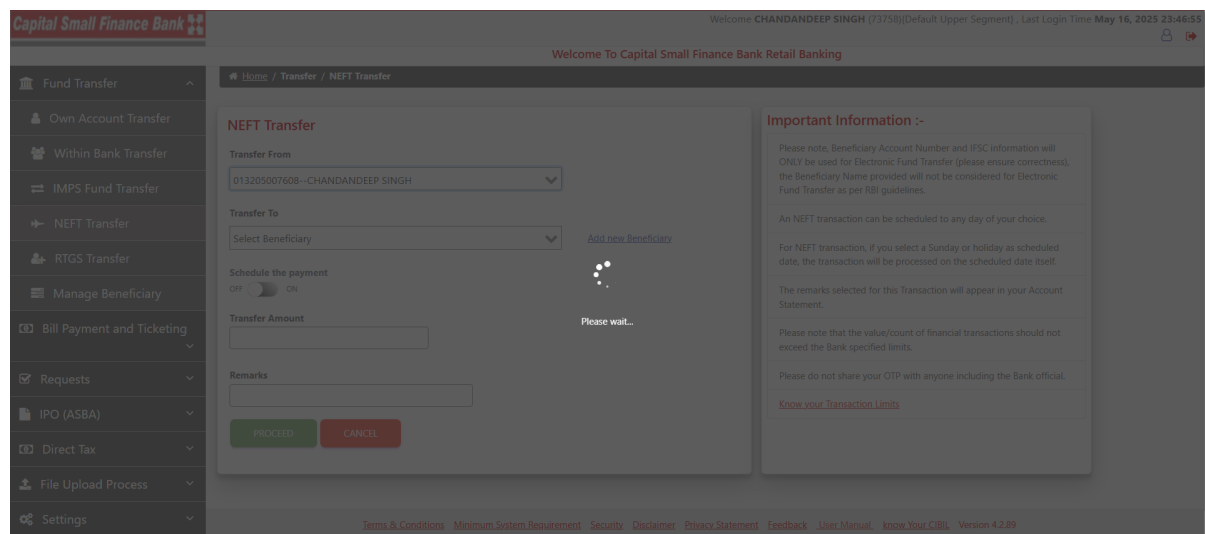 Capital Small Finance Bank
Welcome CHANDANDEEP SINGH (73758)(Default Upper Segment) , Last Login Time May 16, 2025 23:46:55
Welcome To Capital Small Finance Bank Retail Banking
Fund Transfer
Own Account Transfer
Within Bank Transfer
IMPS Fund Transfer
NEFT Transfer
RTGS Transfer
Manage Beneficiary
Bill Payment and Ticketing
Requests
IPO (ASBA)
Direct Tax
File Upload Process
Settings
Home / Transfer / NEFT Transfer
NEFT Transfer
Transfer From
013205007608--CHANDANDEEP SINGH
Transfer To
Select Beneficiary
Add new Beneficiary
Schedule the payment
OFF ON
Transfer Amount
Remarks
PROCEED CANCEL
Please wait...
Important Information :-
Please note, Beneficiary Account Number and IFSC information will
ONLY be used for Electronic Fund Transfer (please ensure correctness),
the Beneficiary Name provided will not be considered for Electronic
Fund Transfer as per RBI guidelines.
An NEFT transaction can be scheduled to any day of your choice.
For NEFT transaction, if you select a Sunday or holiday as scheduled
date, the transaction will be processed on the scheduled date itself.
The remarks selected for this Transaction will appear in your Account
Statement.
Please note that the value/count of financial transactions should not
exceed the Bank specified limits.
Please do not share your OTP with anyone including the Bank official.
Know your Transaction Limits
Terms & Conditions Minimum System Requirement Security Disclaimer Privacy Statement Feedback User Manual know Your CIBIL Version 4.2.89